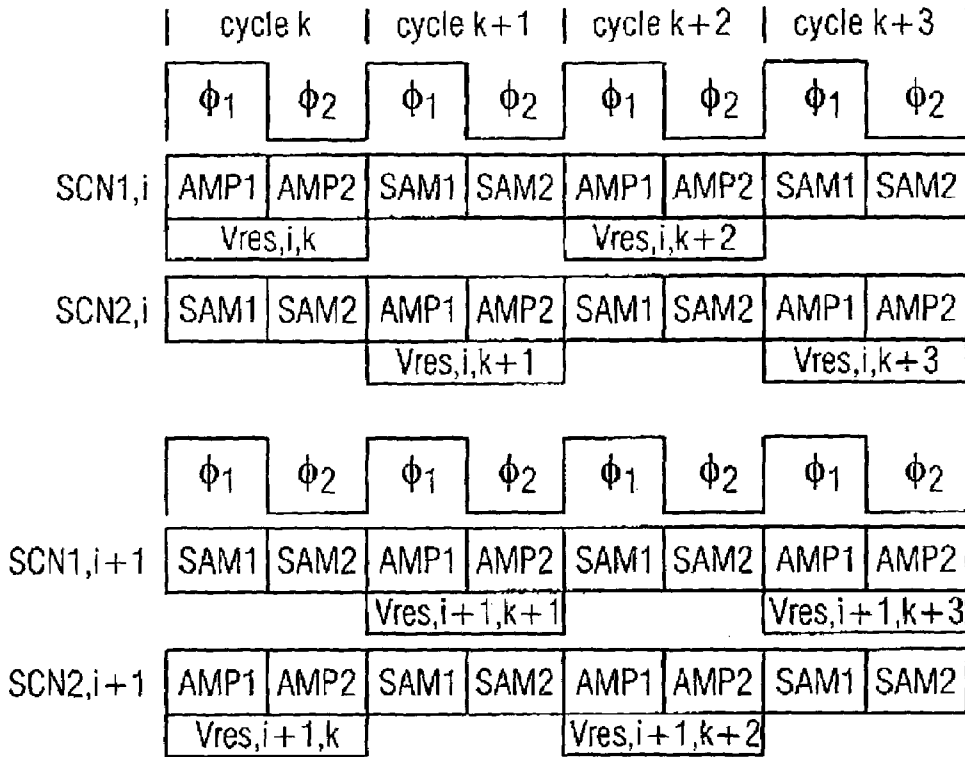 cycle k | cycle k+1 | cycle k+2 | cycle k+3
ϕ1 ϕ2 ϕ1 ϕ2 ϕ1 ϕ2 ϕ1 ϕ2
SCN1,i AMP1 AMP2 SAM1 SAM2 AMP1 AMP2 SAM1 SAM2
Vres,i,k Vres,i,k+2
SCN2,i SAM1 SAM2 AMP1 AMP2 SAM1 SAM2 AMP1 AMP2
Vres,i,k+1 Vres,i,k+3
ϕ1 ϕ2 ϕ1 ϕ2 ϕ1 ϕ2 ϕ1 ϕ2
SCN1,i+1 SAM1 SAM2 AMP1 AMP2 SAM1 SAM2 AMP1 AMP2
Vres,i+1,k+1 Vres,i+1,k+3
SCN2,i+1 AMP1 AMP2 SAM1 SAM2 AMP1 AMP2 SAM1 SAM2
Vres,i+1,k Vres,i+1,k+2